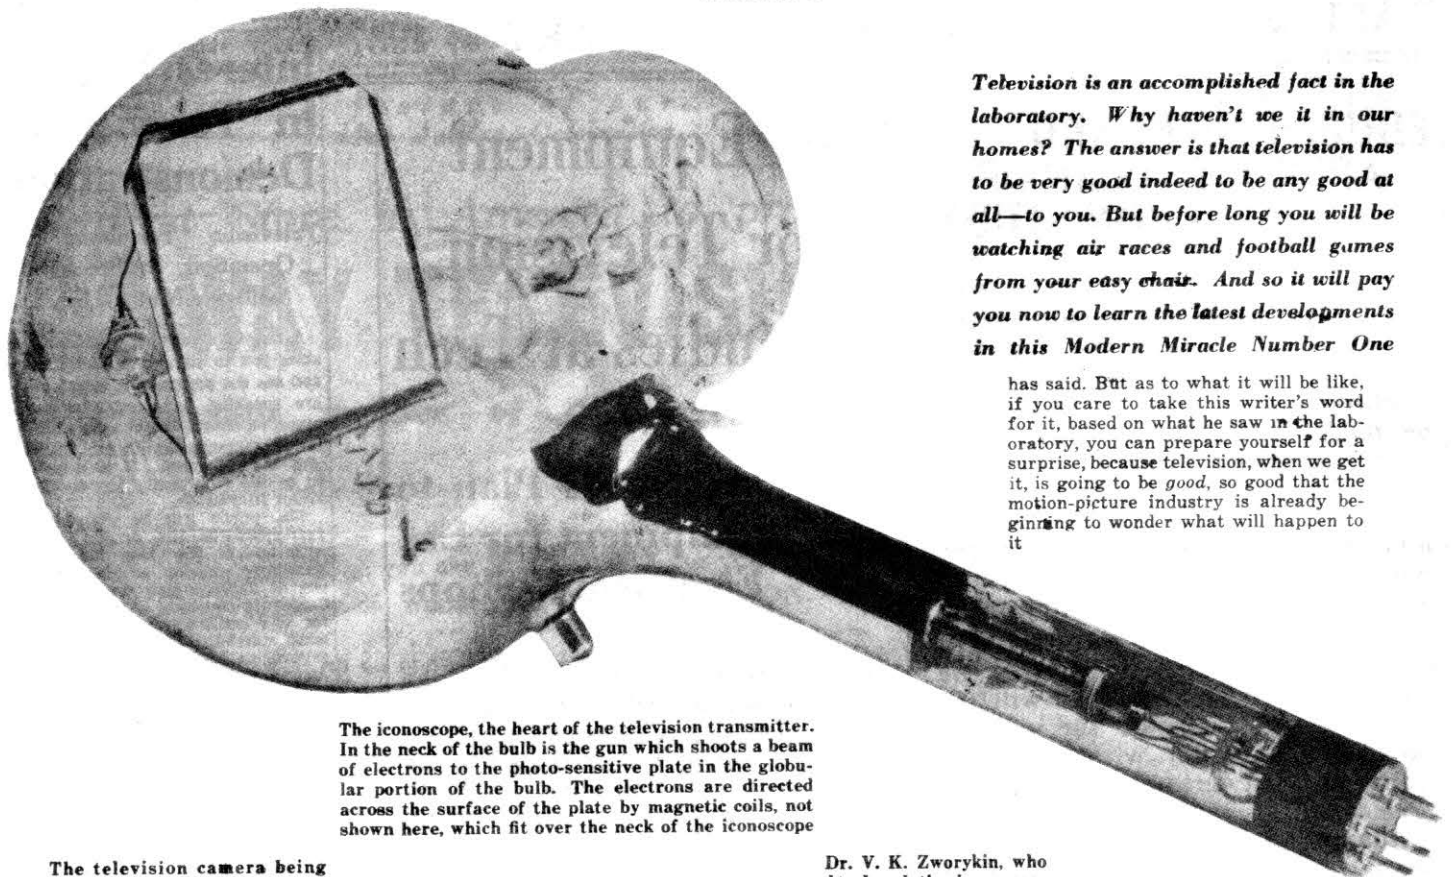 Television is an accomplished fact in the
laboratory. Why haven't we it in our
homes? The answer is that television has
to be very good indeed to be any good at
all—to you. But before long you will be
watching air races and football games
from your easy chair. And so it will pay
you now to learn the latest developments
in this Modern Miracle Number One
has said. But as to what it will be like,
if you care to take this writer's word
for it, based on what he saw in the lab-
oratory, you can prepare yourself for a
surprise, because television, when we get
it, is going to be good, so good that the
motion-picture industry is already be-
ginning to wonder what will happen to
it
The iconoscope, the heart of the television transmitter.
In the neck of the bulb is the gun which shoots a beam
of electrons to the photo-sensitive plate in the globu-
lar portion of the bulb. The electrons are directed
across the surface of the plate by magnetic coils, not
shown here, which fit over the neck of the iconoscope
The television camera being
Dr. V. K. Zworykin, who